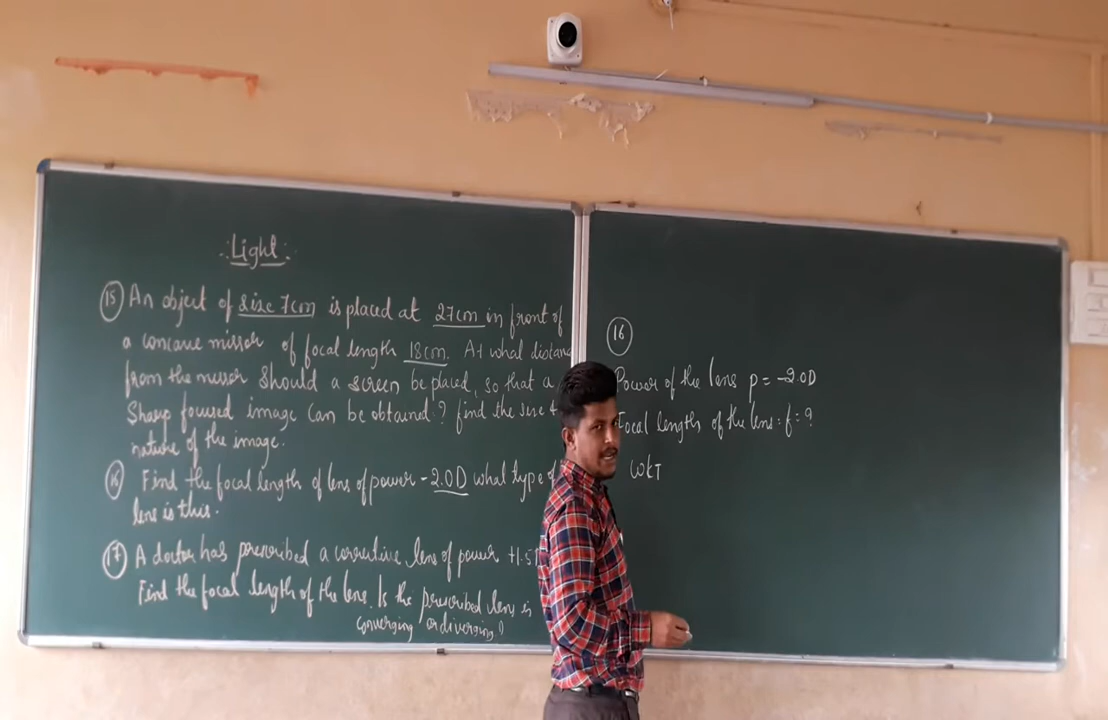 Light
15 An object of size 7cm is placed at 27cm in front of
a concave mirror of focal length 18cm. At what distanc
from the mirror should a screen be placed, so that a
Sharp focused image can be obtained? find the size
nature of the image.
16 Find the focal length of lens of power -2.0D what type of
lens is this.
17 A doctor has prescribed a corrective lens of power +1.5
Find the focal length of the lens. Is the prescribed lens is
converging or diverging?
16
Power of the lens p = -2.0D
Focal length of the lens: f = ?
WKT